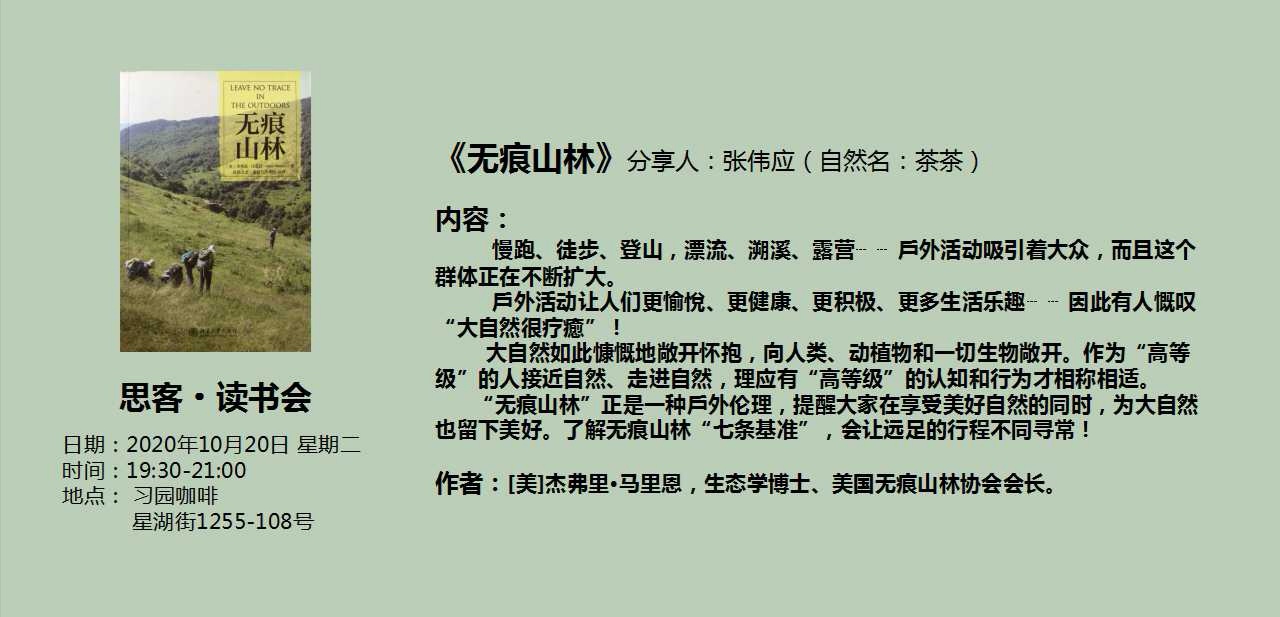 LEAVE NO TRACE
IN
THE OUTDOORS
无痕
山林
思客·读书会
日期：2020年10月20日 星期二
时间：19:30-21:00
地点： 习园咖啡
星湖街1255-108号
《无痕山林》分享人：张伟应（自然名：茶茶）
内容：
慢跑、徒步、登山，漂流、溯溪、露营┈ ┈ 戶外活动吸引着大众，而且这个
群体正在不断扩大。
戶外活动让人们更愉悅、更健康、更积极、更多生活乐趣┈ ┈ 因此有人慨叹
“大自然很疗癒”！
大自然如此慷慨地敞开怀抱，向人类、动植物和一切生物敞开。作为“高等
级”的人接近自然、走进自然，理应有“高等级”的认知和行为才相称相适。
“无痕山林”正是一种戶外伦理，提醒大家在享受美好自然的同时，为大自然
也留下美好。了解无痕山林“七条基准”，会让远足的行程不同寻常！
作者：[美]杰弗里•马里恩，生态学博士、美国无痕山林协会会长。